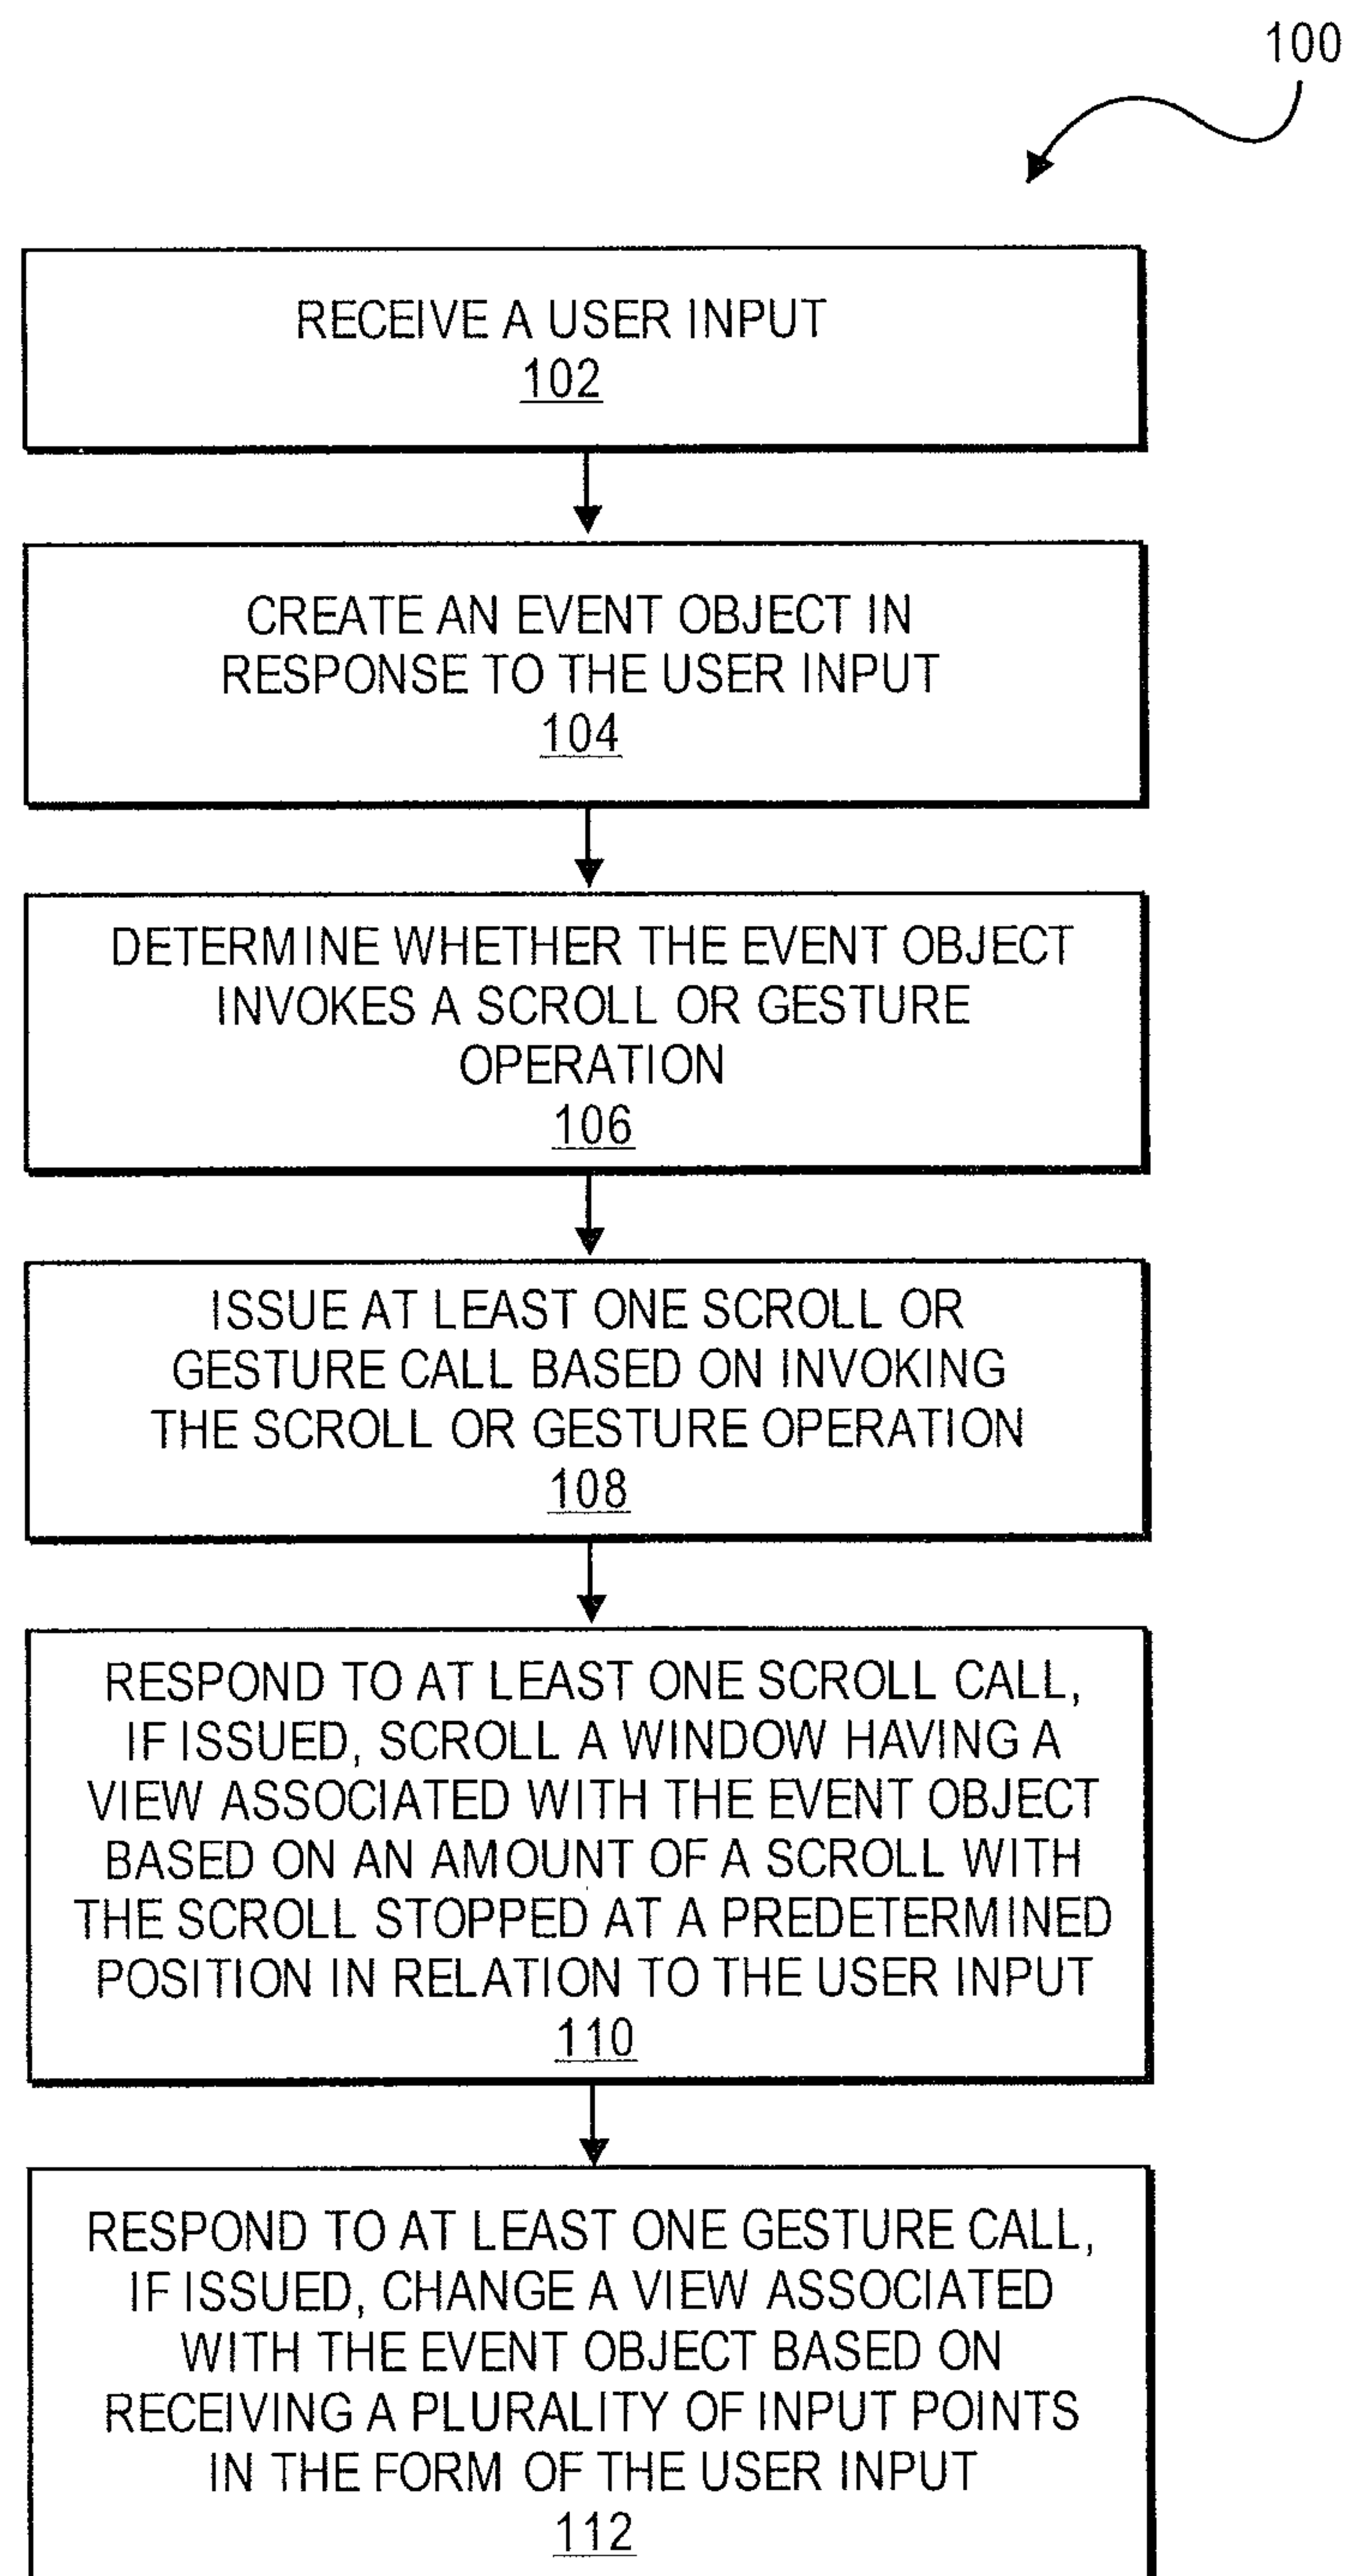 100
RECEIVE A USER INPUT
102
CREATE AN EVENT OBJECT IN
RESPONSE TO THE USER INPUT
104
DETERMINE WHETHER THE EVENT OBJECT
INVOKES A SCROLL OR GESTURE
OPERATION
106
ISSUE AT LEAST ONE SCROLL OR
GESTURE CALL BASED ON INVOKING
THE SCROLL OR GESTURE OPERATION
108
RESPOND TO AT LEAST ONE SCROLL CALL,
IF ISSUED, SCROLL A WINDOW HAVING A
VIEW ASSOCIATED WITH THE EVENT OBJECT
BASED ON AN AMOUNT OF A SCROLL WITH
THE SCROLL STOPPED AT A PREDETERMINED
POSITION IN RELATION TO THE USER INPUT
110
RESPOND TO AT LEAST ONE GESTURE CALL,
IF ISSUED, CHANGE A VIEW ASSOCIATED
WITH THE EVENT OBJECT BASED ON
RECEIVING A PLURALITY OF INPUT POINTS
IN THE FORM OF THE USER INPUT
112